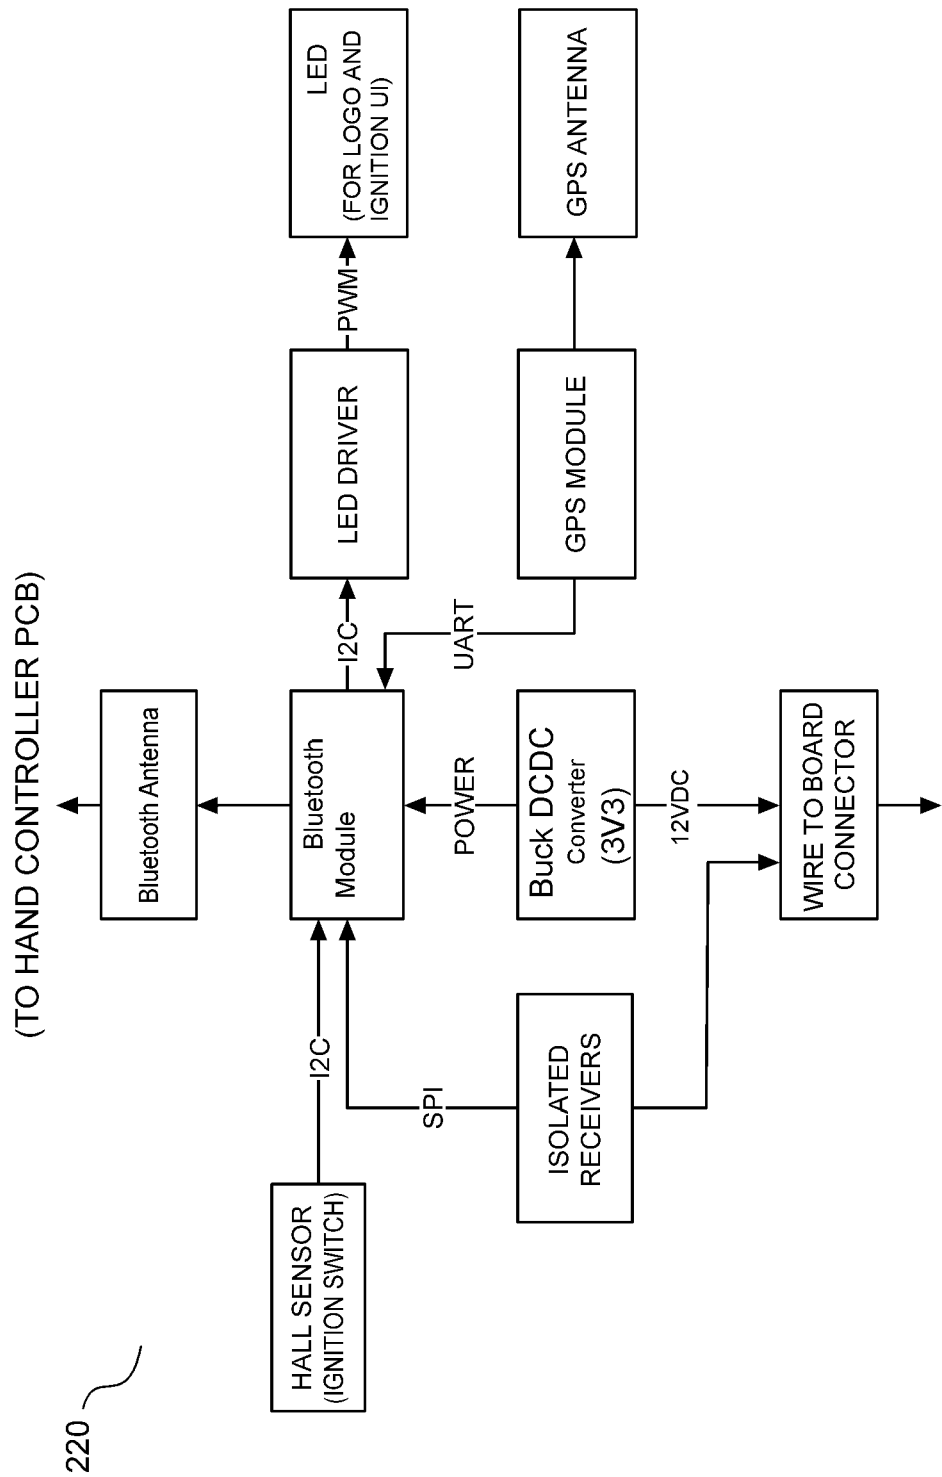 220
(TO HAND CONTROLLER PCB)
Bluetooth Antenna
HALL SENSOR
(IGNITION SWITCH)
I2C
Bluetooth
Module
I2C
LED DRIVER
PWM
LED
(FOR LOGO AND
IGNITION UI)
SPI
POWER
UART
ISOLATED
RECEIVERS
Buck DCDC
Converter
(3V3)
GPS MODULE
GPS ANTENNA
12VDC
WIRE TO BOARD
CONNECTOR